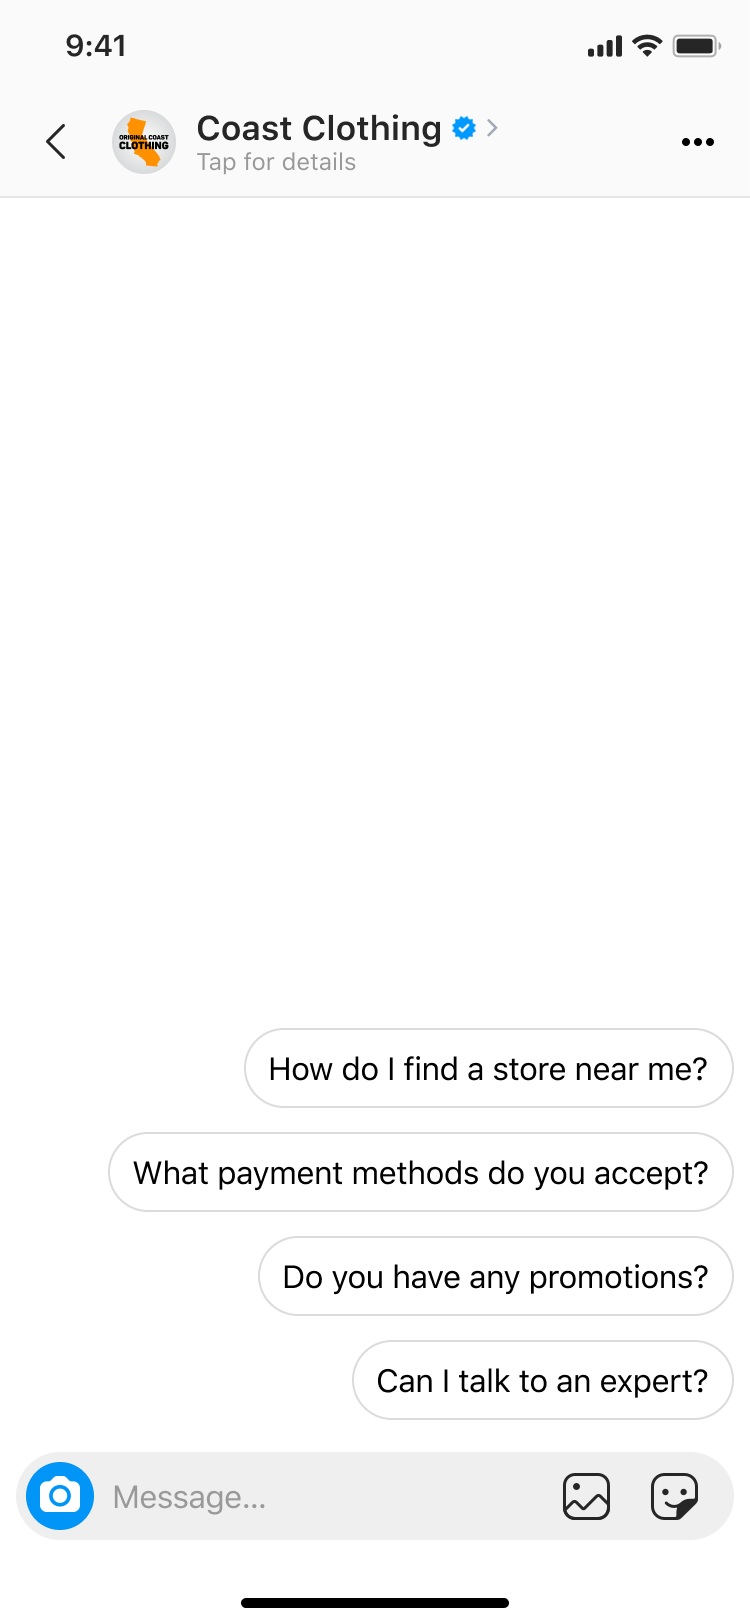 9:41
ORIGINAL COAST
CLOTHING
Coast Clothing
Tap for details
How do I find a store near me?
What payment methods do you accept?
Do you have any promotions?
Can I talk to an expert?
Message...